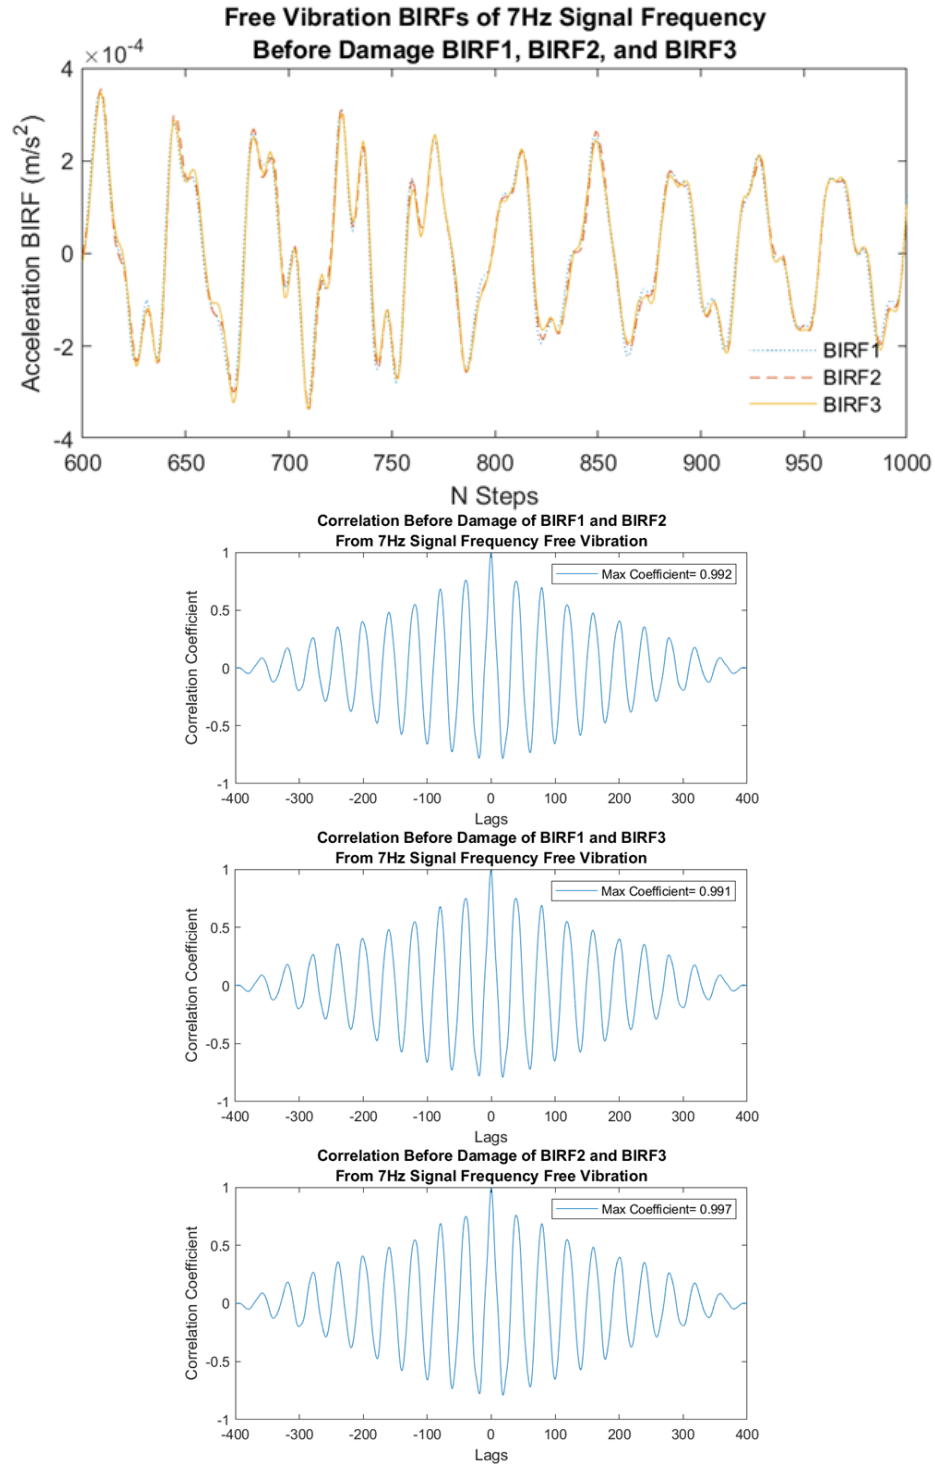 Free Vibration BIRFs of 7Hz Signal Frequency
Before Damage BIRF1, BIRF2, and BIRF3
×10⁻⁴
4
2
0
-2
-4
Acceleration BIRF (m/s²)
BIRF1
BIRF2
BIRF3
600 650 700 750 800 850 900 950 1000
N Steps
Correlation Before Damage of BIRF1 and BIRF2
From 7Hz Signal Frequency Free Vibration
1
0.5
0
-0.5
-1
Correlation Coefficient
Max Coefficient= 0.992
-400 -300 -200 -100 0 100 200 300 400
Lags
Correlation Before Damage of BIRF1 and BIRF3
From 7Hz Signal Frequency Free Vibration
1
0.5
0
-0.5
-1
Correlation Coefficient
Max Coefficient= 0.991
-400 -300 -200 -100 0 100 200 300 400
Lags
Correlation Before Damage of BIRF2 and BIRF3
From 7Hz Signal Frequency Free Vibration
1
0.5
0
-0.5
-1
Correlation Coefficient
Max Coefficient= 0.997
-400 -300 -200 -100 0 100 200 300 400
Lags